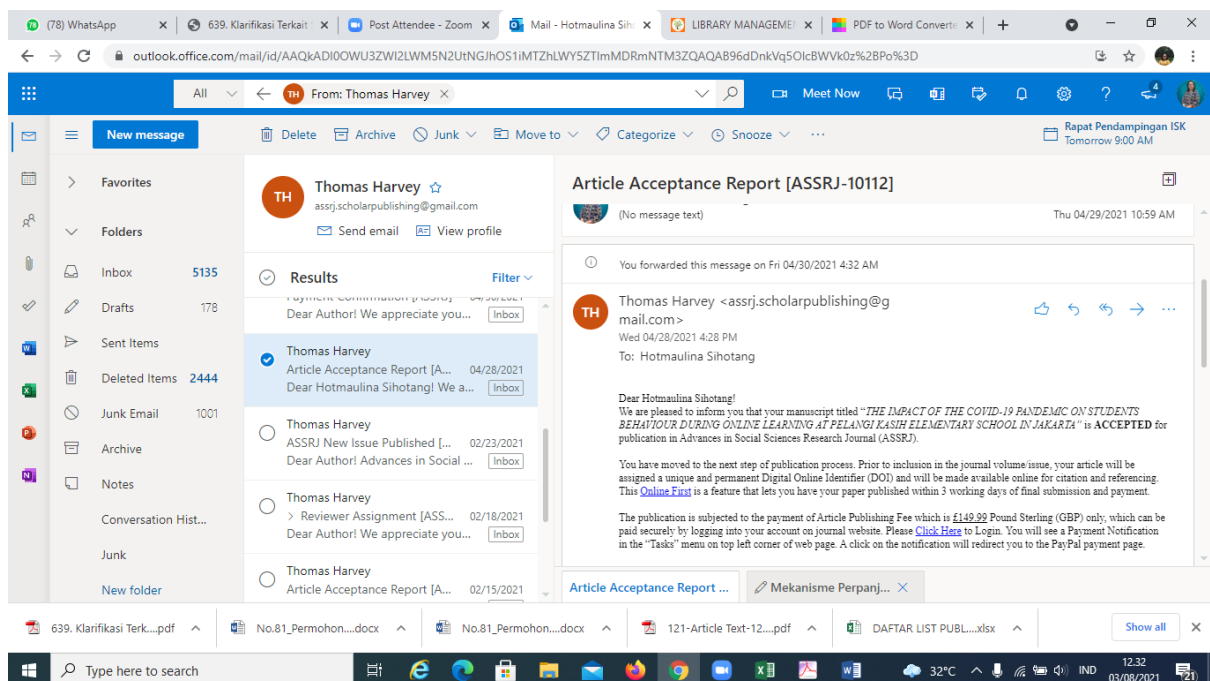 (78) WhatsApp
639. Klarifikasi Terkait
Post Attendee - Zoom
Mail - Hotmaulina Siho
LIBRARY MANAGEMEN
PDF to Word Converte
outlook.office.com/mail/id/
All
From: Thomas Harvey
Meet Now
4
New message
Delete
Archive
Junk
Move to
Categorize
Snooze
Rapat Pendampingan ISK
Tomorrow 9:00 AM
Favorites
Folders
Inbox 5135
Drafts 178
Sent Items
Deleted Items 2444
Junk Email 1001
Archive
Notes
Conversation Hist...
Junk
New folder
TH
Thomas Harvey
assrj.scholarpublishing@gmail.com
Send email
View profile
Results
Filter
Payment Confirmation [ASSRJ] 04/30/2021
Dear Author! We appreciate you... Inbox
Thomas Harvey
Article Acceptance Report [A... 04/28/2021
Dear Hotmaulina Sihotang! We a... Inbox
Thomas Harvey
ASSRJ New Issue Published [... 02/23/2021
Dear Author! Advances in Social ... Inbox
Thomas Harvey
> Reviewer Assignment [ASS... 02/18/2021
Dear Author! We appreciate you... Inbox
Thomas Harvey
Article Acceptance Report [A... 02/15/2021
Article Acceptance Report [ASSRJ-10112]
(No message text)
Thu 04/29/2021 10:59 AM
You forwarded this message on Fri 04/30/2021 4:32 AM
TH
Thomas Harvey <assrj.scholarpublishing@g
mail.com>
Wed 04/28/2021 4:28 PM
To: Hotmaulina Sihotang
Dear Hotmaulina Sihotang!
We are pleased to inform you that your manuscript titled "THE IMPACT OF THE COVID-19 PANDEMIC ON STUDENTS
BEHAVIOUR DURING ONLINE LEARNING AT PELANGI KASIH ELEMENTARY SCHOOL IN JAKARTA" is ACCEPTED for
publication in Advances in Social Sciences Research Journal (ASSRJ).
You have moved to the next step of publication process. Prior to inclusion in the journal volume/issue, your article will be
assigned a unique and permanent Digital Online Identifier (DOI) and will be made available online for citation and referencing.
This Online First is a feature that lets you have your paper published within 3 working days of final submission and payment.
The publication is subjected to the payment of Article Publishing Fee which is £149.99 Pound Sterling (GBP) only, which can be
paid securely by logging into your account on journal website. Please Click Here to Login. You will see a Payment Notification
in the "Tasks" menu on top left corner of web page. A click on the notification will redirect you to the PayPal payment page.
Article Acceptance Report ...
Mekanisme Perpanj...
639. Klarifikasi Terk....pdf
No.81_Permohon....docx
No.81_Permohon....docx
121-Article Text-12....pdf
DAFTAR LIST PUBL....xlsx
Show all
Type here to search
32°C
IND
12.32
03/08/2021
21